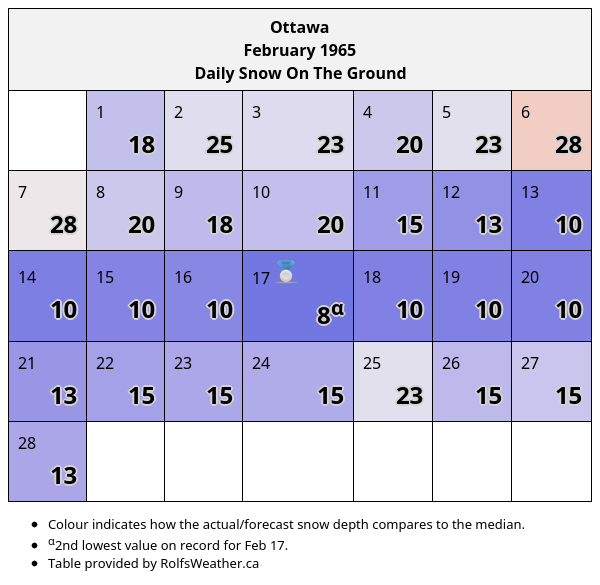 Ottawa
February 1965
Daily Snow On The Ground
1 2 3 4 5 6
18 25 23 20 23 28
7 8 9 10 11 12 13
28 20 18 20 15 13 10
14 15 16 17 18 19 20
10 10 10 8α 10 10 10
21 22 23 24 25 26 27
13 15 15 15 23 15 15
28
13
• Colour indicates how the actual/forecast snow depth compares to the median.
• α2nd lowest value on record for Feb 17.
• Table provided by RolfsWeather.ca